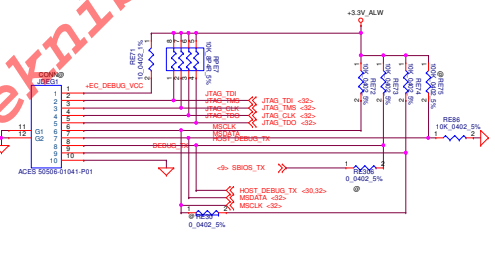 +3.3V_ALW
RE71
10_0402_1%
10K_8P4R_5%
RPE7
CONN@
JDEG1
+EC_DEBUG_VCC
JTAG_TDI
JTAG_TMS
JTAG_CLK
JTAG_TDO
JTAG_TDI <32>
JTAG_TMS <32>
JTAG_CLK <32>
JTAG_TDO <32>
MSCLK
MSDATA
HOST_DEBUG_TX
DEBUG_TX
1
2
3
4
5
6
7
8
9
10
11
12
G1
G2
ACES 50506-01041-P01
10K_0402_5%
RE72
RE73
RE74
RE75
RE86
10K_0402_5%
<9> SBIOS_TX
RE306
0_0402_5%
@
HOST_DEBUG_TX <30,32>
MSDATA <32>
MSCLK <32>
@
0_0402_5%